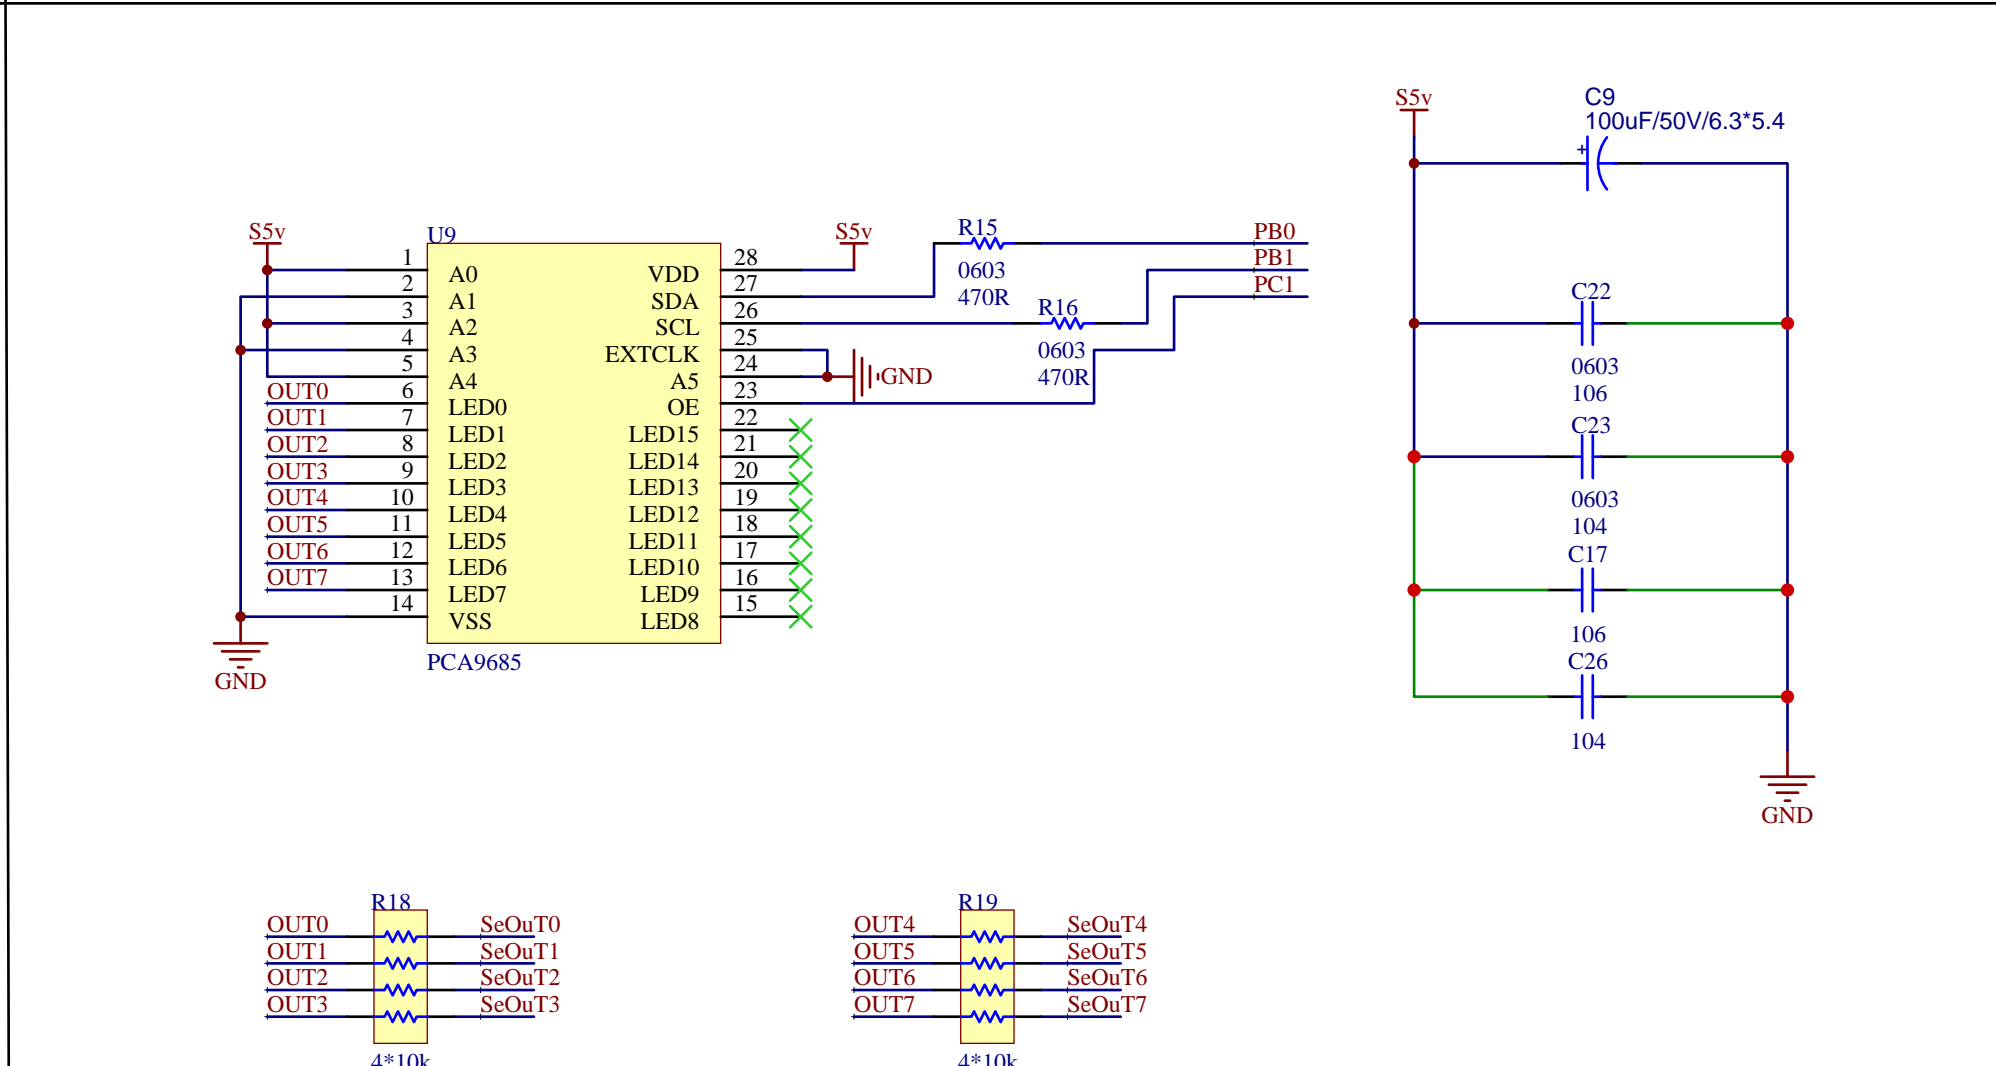 S5v
C9
100uF/50V/6.3*5.4
S5v
U9
S5v
R15
PB0
0603
470R
PB1
PC1
R16
0603
470R
1 A0 VDD 28
2 A1 SDA 27
3 A2 SCL 26
4 A3 EXTCLK 25
5 A4 A5 24
GND
OUT0 6 LED0 OE 23
OUT1 7 LED1 LED15 22
OUT2 8 LED2 LED14 21
OUT3 9 LED3 LED13 20
OUT4 10 LED4 LED12 19
OUT5 11 LED5 LED11 18
OUT6 12 LED6 LED10 17
OUT7 13 LED7 LED9 16
14 VSS LED8 15
GND
PCA9685
C22
0603
106
C23
0603
104
C17
106
C26
104
GND
R18
OUT0 SeOuT0
OUT1 SeOuT1
OUT2 SeOuT2
OUT3 SeOuT3
4*10k
R19
OUT4 SeOuT4
OUT5 SeOuT5
OUT6 SeOuT6
OUT7 SeOuT7
4*10k